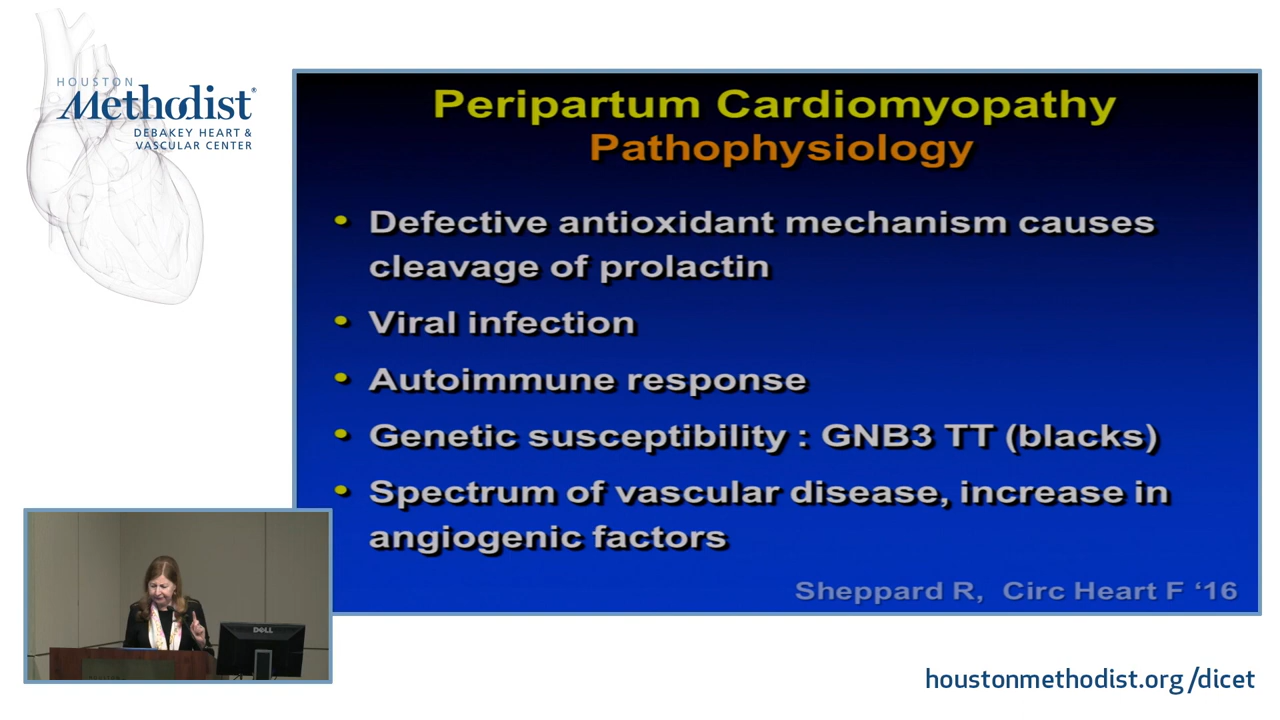 HOUSTON
Methodist®
DEBAKEY HEART &
VASCULAR CENTER
Peripartum Cardiomyopathy
Pathophysiology
• Defective antioxidant mechanism causes
cleavage of prolactin
• Viral infection
• Autoimmune response
• Genetic susceptibility : GNB3 TT (blacks)
• Spectrum of vascular disease, increase in
angiogenic factors
Sheppard R, Circ Heart F ‘16
DELL
houstonmethodist.org/dicet